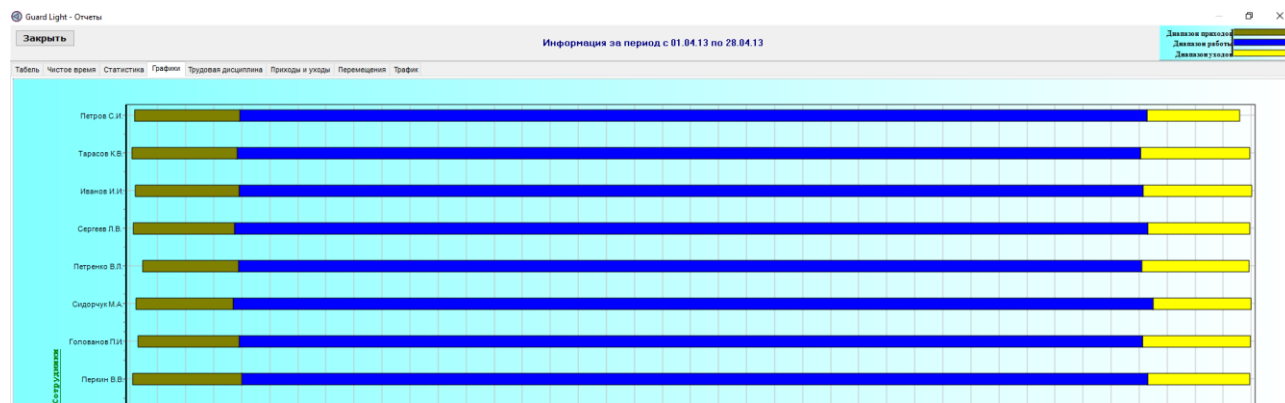 Guard Light - Отчеты
Закрыть
Информация за период с 01.04.13 по 28.04.13
Диапазон приходов
Диапазон работы
Диапазон уходов
Табель Чистое время Статистика Графики Трудовая дисциплина Приходы и уходы Перемещения Трафик
Петров С.И.
Тарасов К.В.
Иванов И.И.
Сергеев Л.В.
Петренко В.Л.
Сидорчук М.А.
Голованов П.И.
Перкин В.В.
Сотрудники